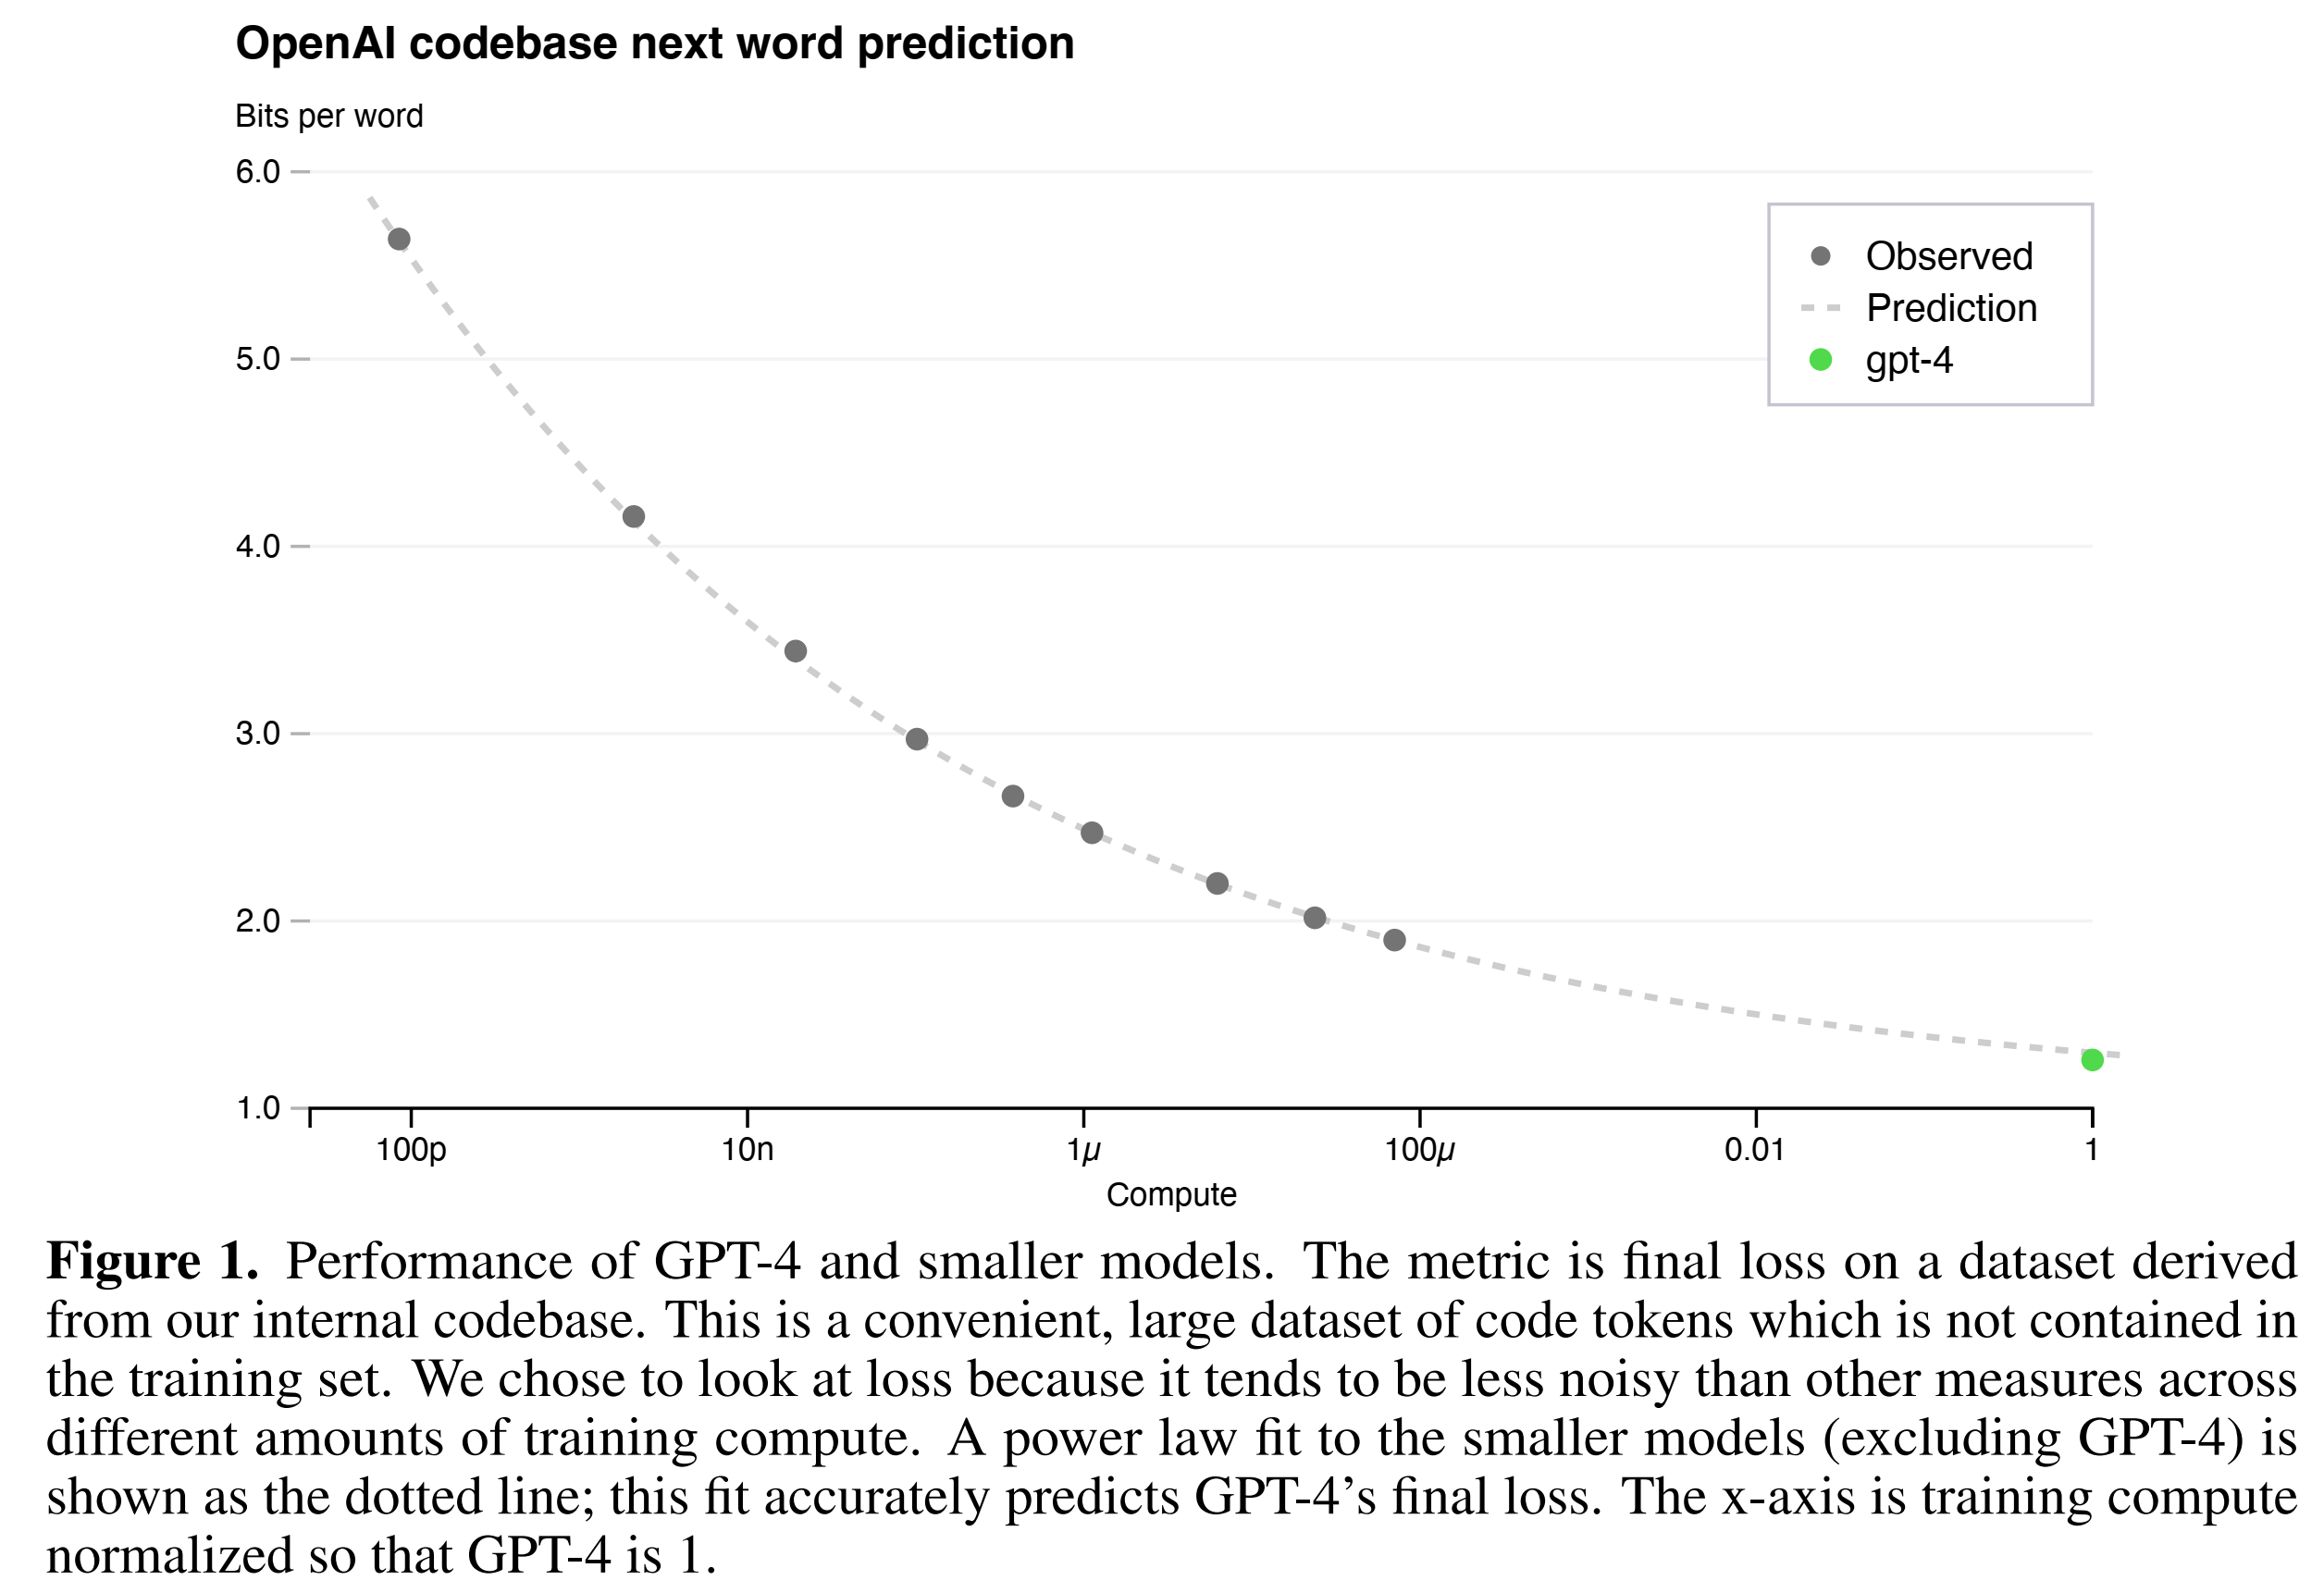 OpenAI codebase next word prediction
Bits per word
6.0
5.0
4.0
3.0
2.0
1.0
Observed
Prediction
gpt-4
100p
10n
1µ
100µ
0.01
1
Compute
Figure 1. Performance of GPT-4 and smaller models. The metric is final loss on a dataset derived
from our internal codebase. This is a convenient, large dataset of code tokens which is not contained in
the training set. We chose to look at loss because it tends to be less noisy than other measures across
different amounts of training compute. A power law fit to the smaller models (excluding GPT-4) is
shown as the dotted line; this fit accurately predicts GPT-4's final loss. The x-axis is training compute
normalized so that GPT-4 is 1.